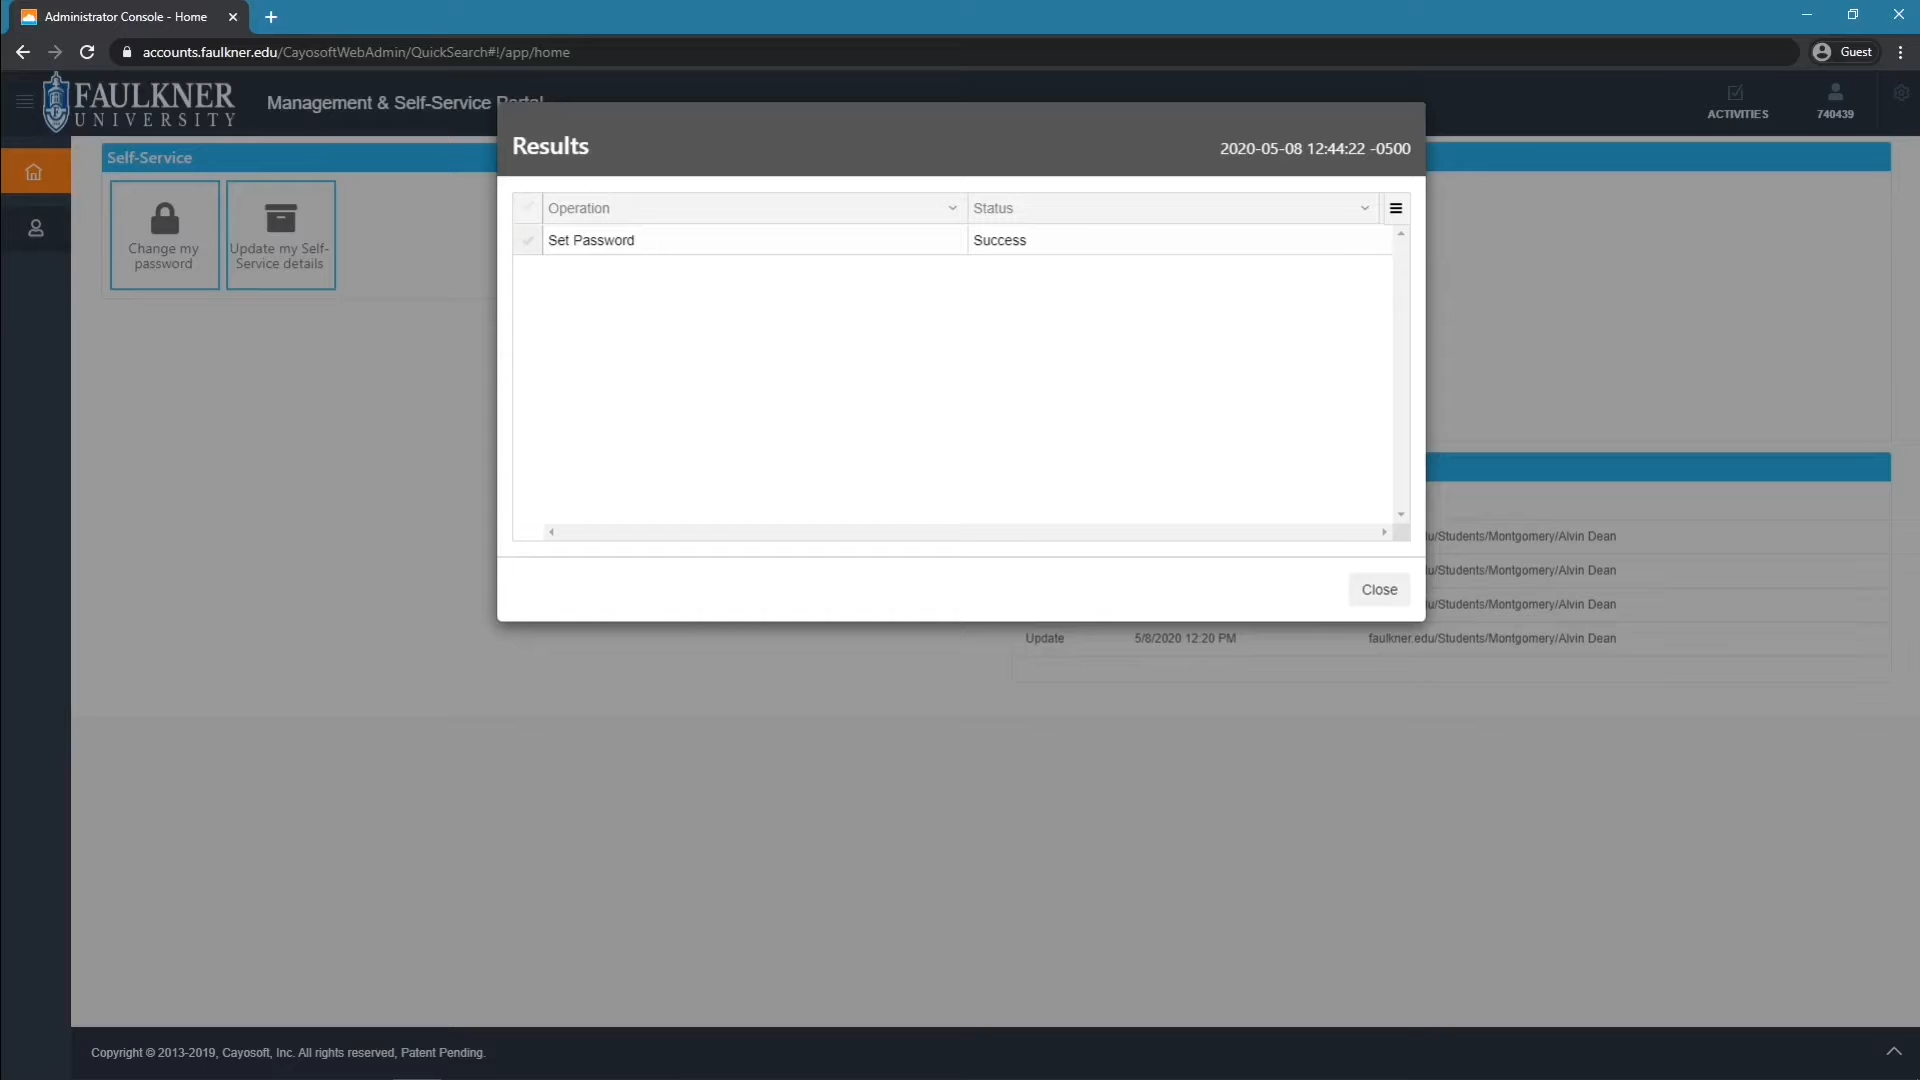 Administrator Console - Home
accounts.faulkner.edu/CayosoftWebAdmin/QuickSearch#!/app/home
Guest
FAULKNER
UNIVERSITY
Management & Self-Service
ACTIVITIES
740439
Self-Service
Change my
password
Update my Self-
Service details
Results
2020-05-08 12:44:22 -0500
Operation
Status
Set Password
Success
Close
u/Students/Montgomery/Alvin Dean
u/Students/Montgomery/Alvin Dean
u/Students/Montgomery/Alvin Dean
Update 5/8/2020 12:20 PM faulkner.edu/Students/Montgomery/Alvin Dean
Copyright © 2013-2019, Cayosoft, Inc. All rights reserved, Patent Pending.